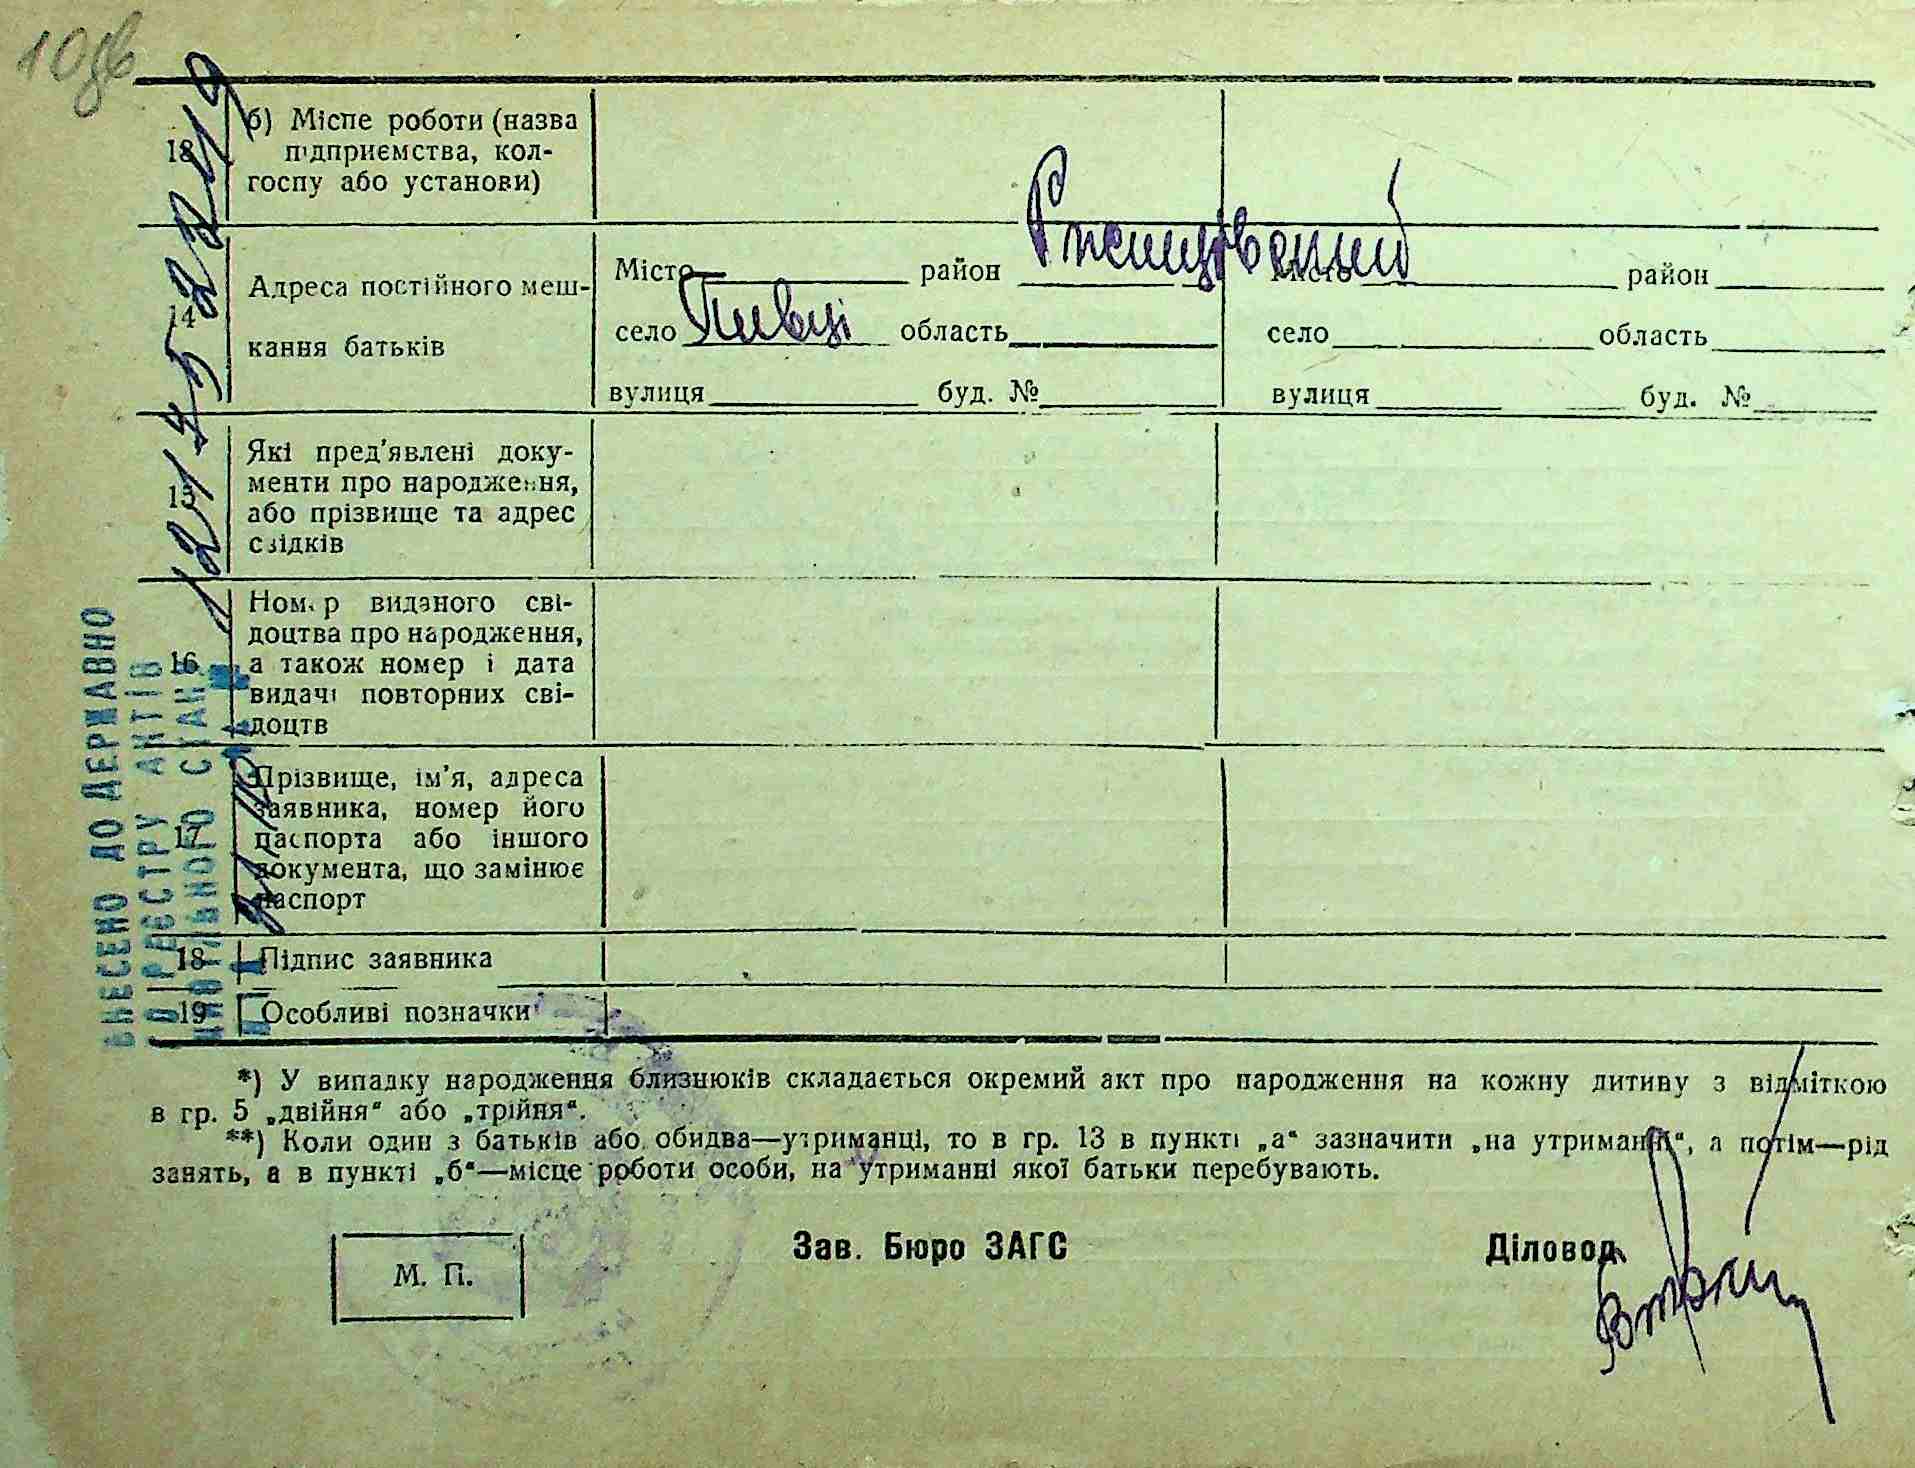 10зв
б) Місце роботи (назва
13 підприємства, кол-
госпу або установи)
Ржищівський
Місто район Місто район
14 Адреса постійного меш-
село Пивці область село область
кання батьків
вулиця буд. № вулиця буд. №
Які пред'явлені доку-
менти про народження,
15 або прізвище та адрес
свідків
Номер виданого сві-
доцтва про народження,
16 а також номер і дата
видачі повторних сві-
доцтв
Прізвище, ім'я, адреса
заявника, номер його
17 паспорта або іншого
документа, що замінює
паспорт
18 Підпис заявника
19 Особливі позначки
ВНЕСЕНО ДО ДЕРЖАВНО
О РЕЄСТРУ АКТІВ
ЦИВІЛЬНОГО СТАН
*) У випадку народження близнюків складається окремий акт про народження на кожну дитину з відміткою
в гр. 5 „двійня“ або „трійня“.
**) Коли один з батьків або обидва—утриманці, то в гр. 13 в пункті „а“ зазначити „на утриманні“, а потім—рід
занять, а в пункті „б“—місце роботи особи, на утриманні якої батьки перебувають.
М. П. Зав. Бюро ЗАГС Діловод